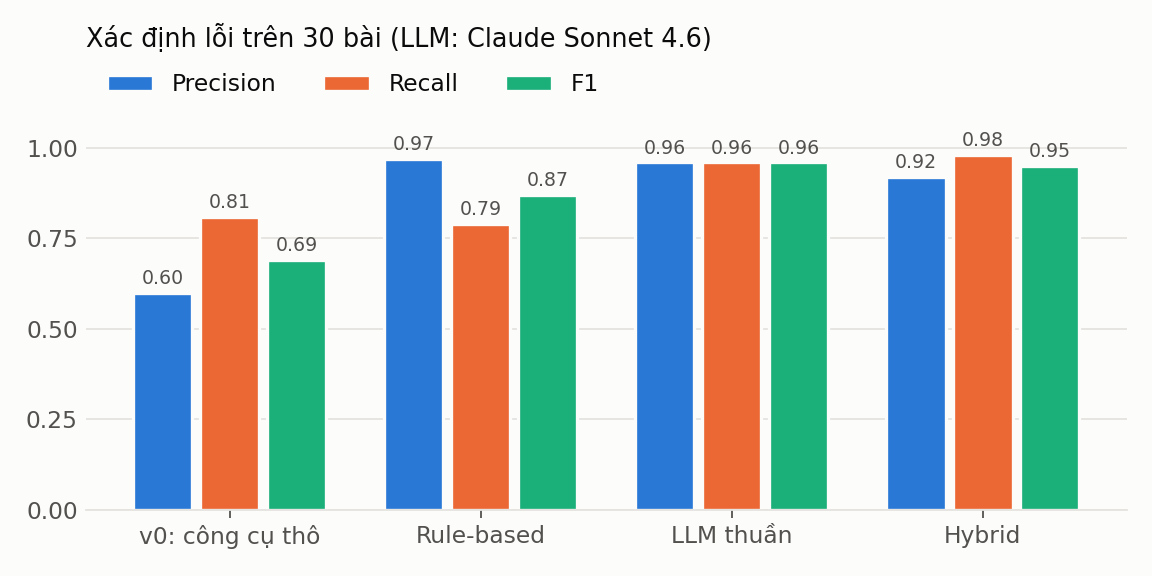 Xác định lỗi trên 30 bài (LLM: Claude Sonnet 4.6)
Precision Recall F1
1.00
0.75
0.50
0.25
0.00
0.60 0.81 0.69
0.97 0.79 0.87
0.96 0.96 0.96
0.92 0.98 0.95
v0: công cụ thô Rule-based LLM thuần Hybrid